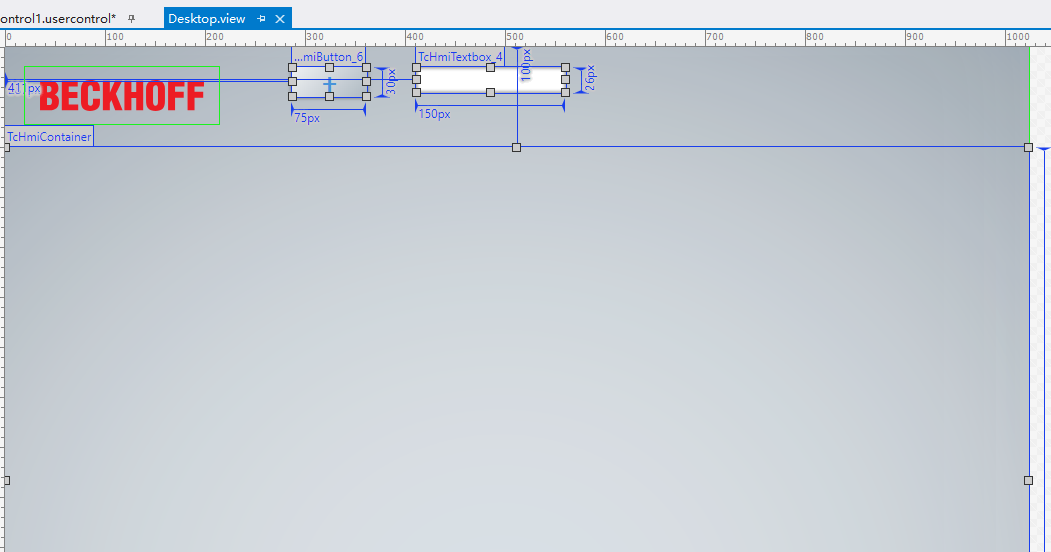 ontrol1.usercontrol*
Desktop.view
0 100 200 300 400 500 600 700 800 900 1000
...miButton_6
TcHmiTextbox_4
411px
BECKHOFF
30px
100px
26px
75px
150px
TcHmiContainer